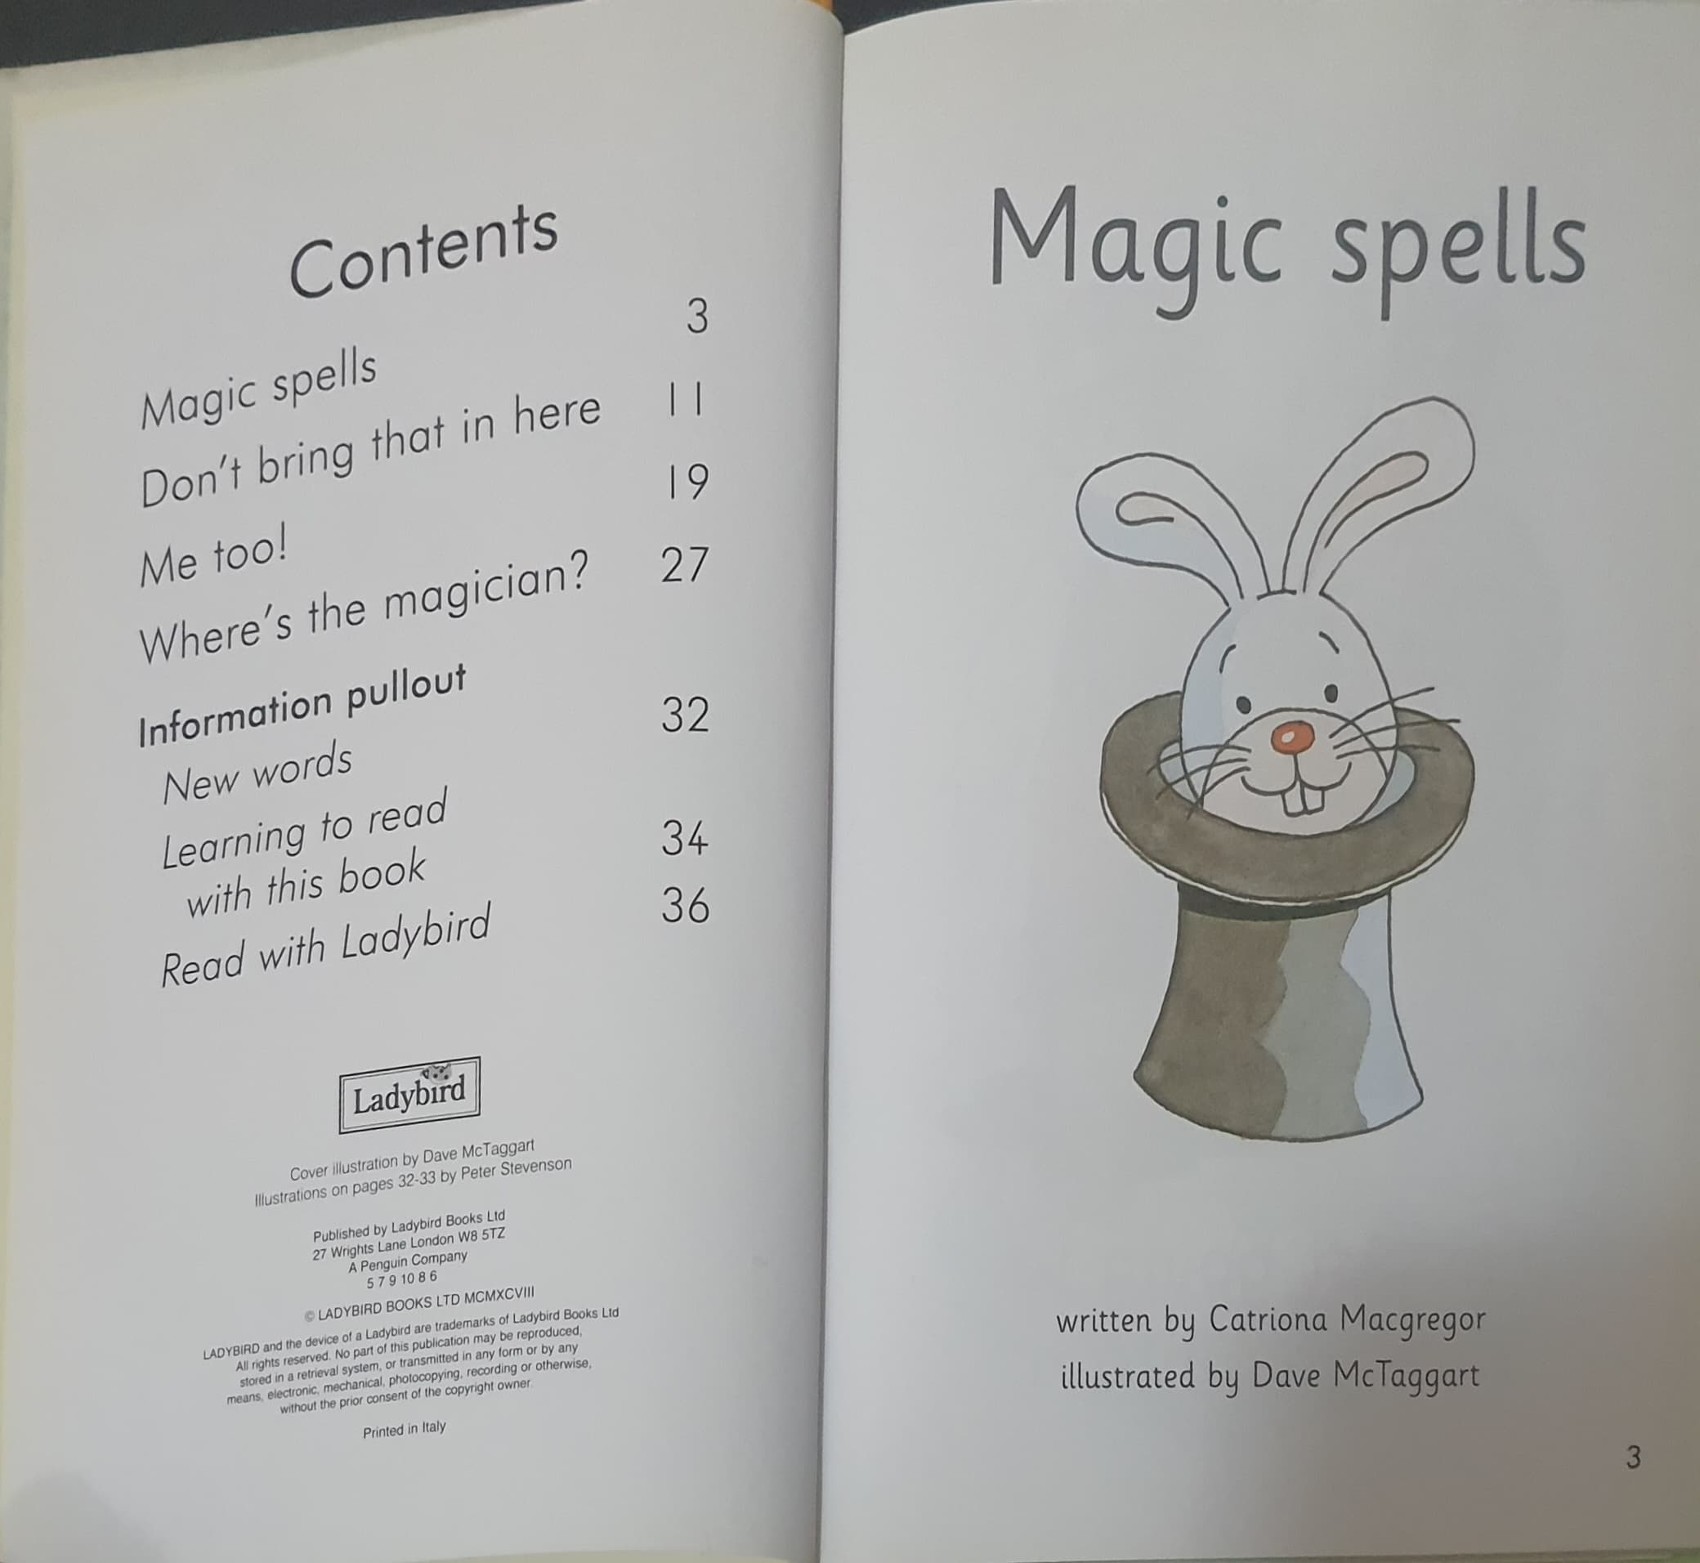 Contents
Magic spells 3
Don't bring that in here 11
Me too! 19
Where's the magician? 27
Information pullout
New words 32
Learning to read
with this book 34
Read with Ladybird 36
Ladybird
Cover illustration by Dave McTaggart
Illustrations on pages 32-33 by Peter Stevenson
Published by Ladybird Books Ltd
27 Wrights Lane London W8 5TZ
A Penguin Company
5 7 9 10 8 6
© LADYBIRD BOOKS LTD MCMXCVIII
LADYBIRD and the device of a Ladybird are trademarks of Ladybird Books Ltd
All rights reserved. No part of this publication may be reproduced,
stored in a retrieval system, or transmitted in any form or by any
means, electronic, mechanical, photocopying, recording or otherwise,
without the prior consent of the copyright owner.
Printed in Italy
Magic spells
written by Catriona Macgregor
illustrated by Dave McTaggart
3